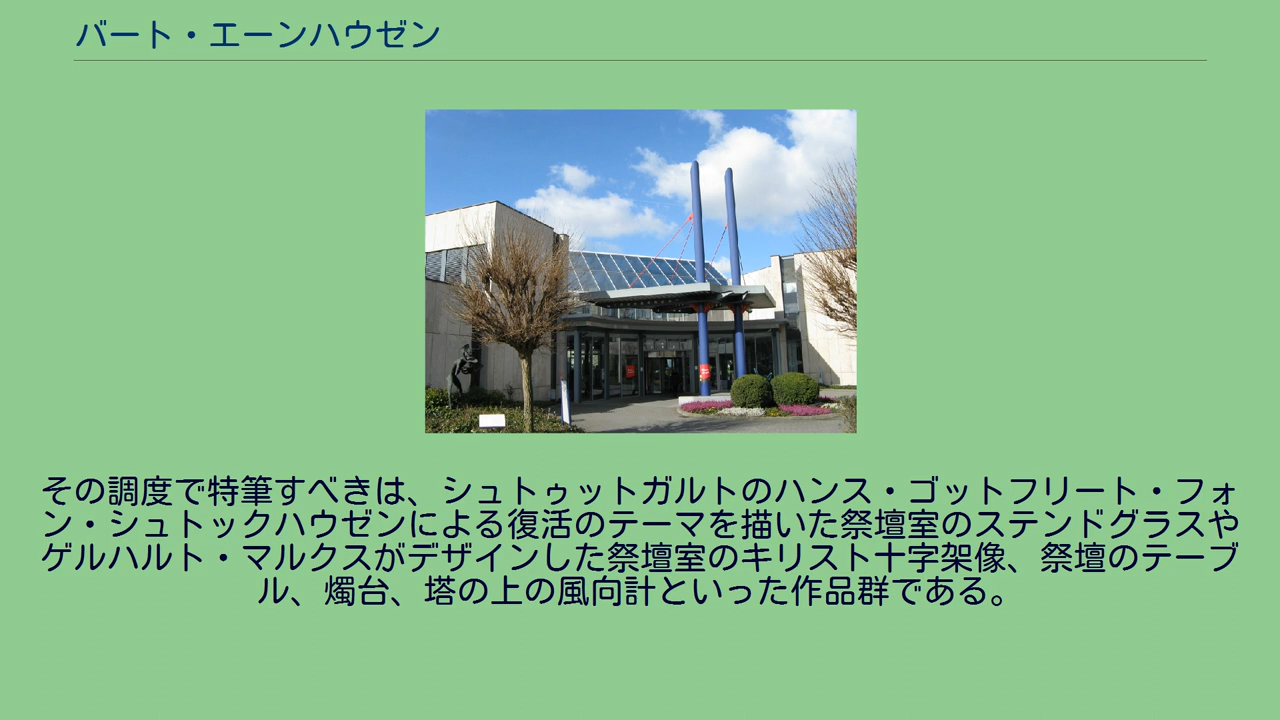 バート・エーンハウゼン
その調度で特筆すべきは、シュトゥットガルトのハンス・ゴットフリート・フォ
ン・シュトックハウゼンによる復活のテーマを描いた祭壇室のステンドグラスや
ゲルハルト・マルクスがデザインした祭壇室のキリスト十字架像、祭壇のテーブ
ル、燭台、塔の上の風向計といった作品群である。